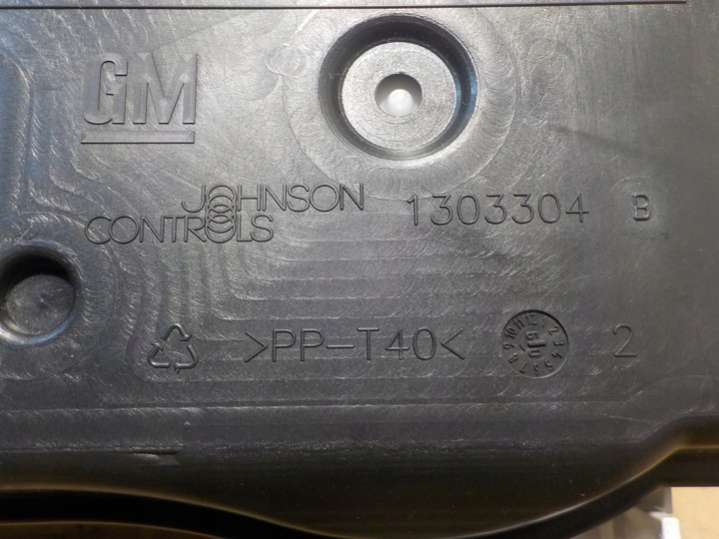 GM
JOHNSON
CONTROLS
1303304 B
>PP-T40<
2